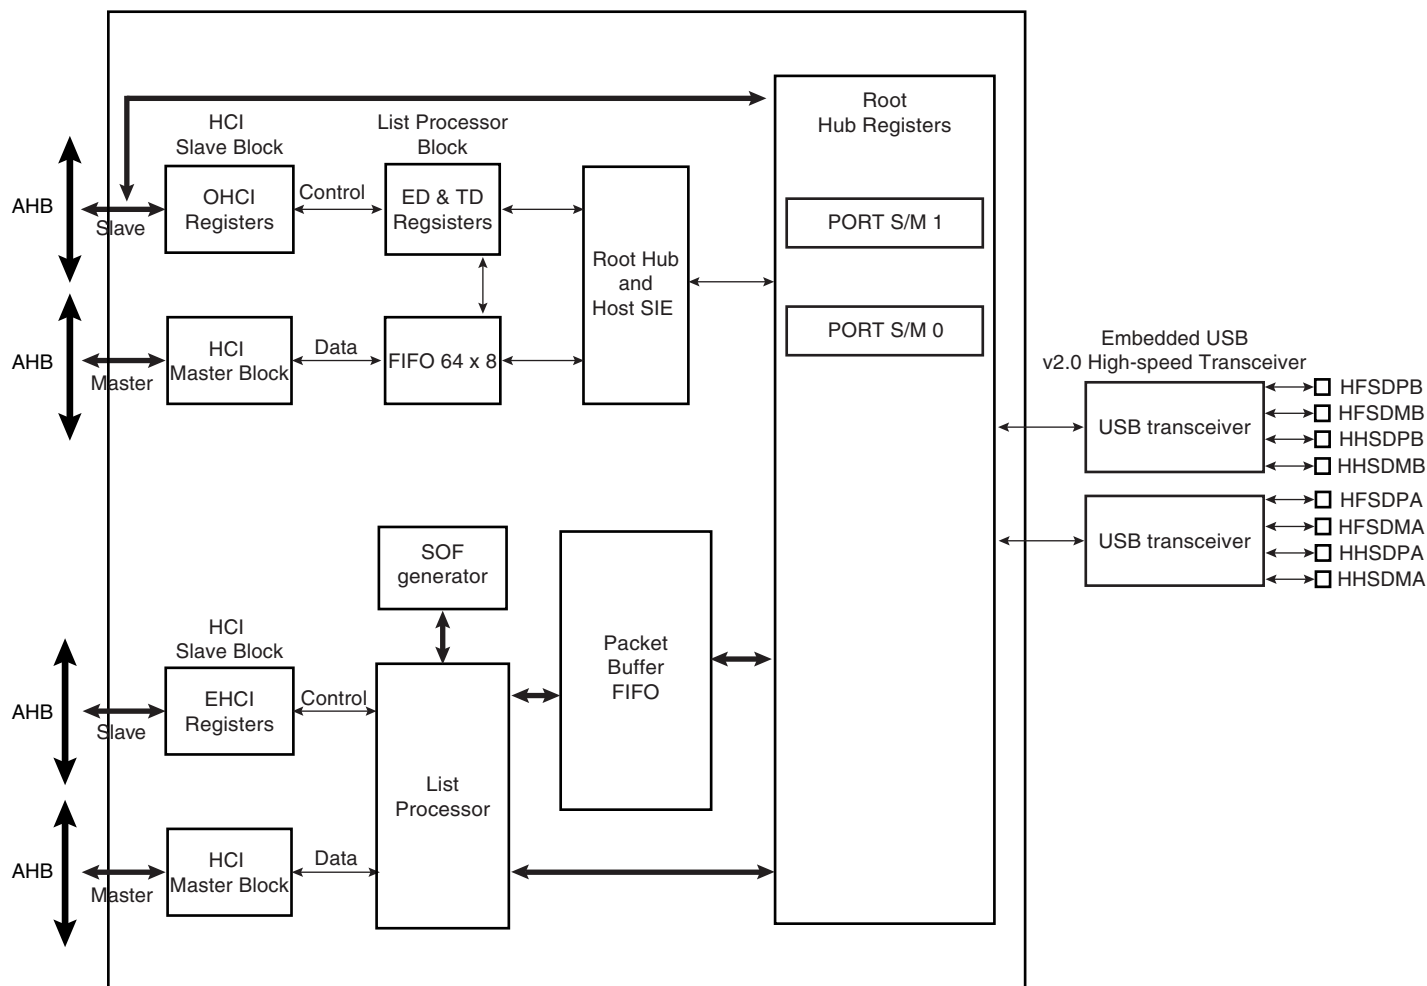 Root
Hub Registers
HCI
Slave Block
List Processor
Block
AHB
Slave
OHCI
Registers
Control
ED & TD
Regsisters
PORT S/M 1
Root Hub
and
Host SIE
PORT S/M 0
AHB
Master
HCI
Master Block
Data
FIFO 64 x 8
Embedded USB
v2.0 High-speed Transceiver
USB transceiver
HFSDPB
HFSDMB
HHSDPB
HHSDMB
USB transceiver
HFSDPA
HFSDMA
HHSDPA
HHSDMA
SOF
generator
HCI
Slave Block
Packet
Buffer
FIFO
AHB
Slave
EHCI
Registers
Control
List
Processor
AHB
Master
HCI
Master Block
Data